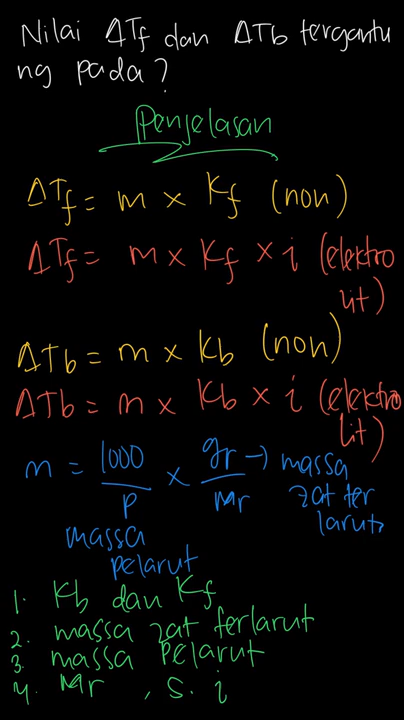 Nilai ΔTf dan ΔTb tergantu
ng pada?
Penjelasan
ΔTf = m × Kf (non)
ΔTf = m × Kf × i (elektro
lit)
ΔTb = m × Kb (non)
ΔTb = m × Kb × i (elektro
lit)
m = 1000/P × gr/Mr → massa
zat ter
larut
massa
pelarut
1. Kb dan Kf
2. massa zat terlarut
3. massa pelarut
4. Mr , 5. i